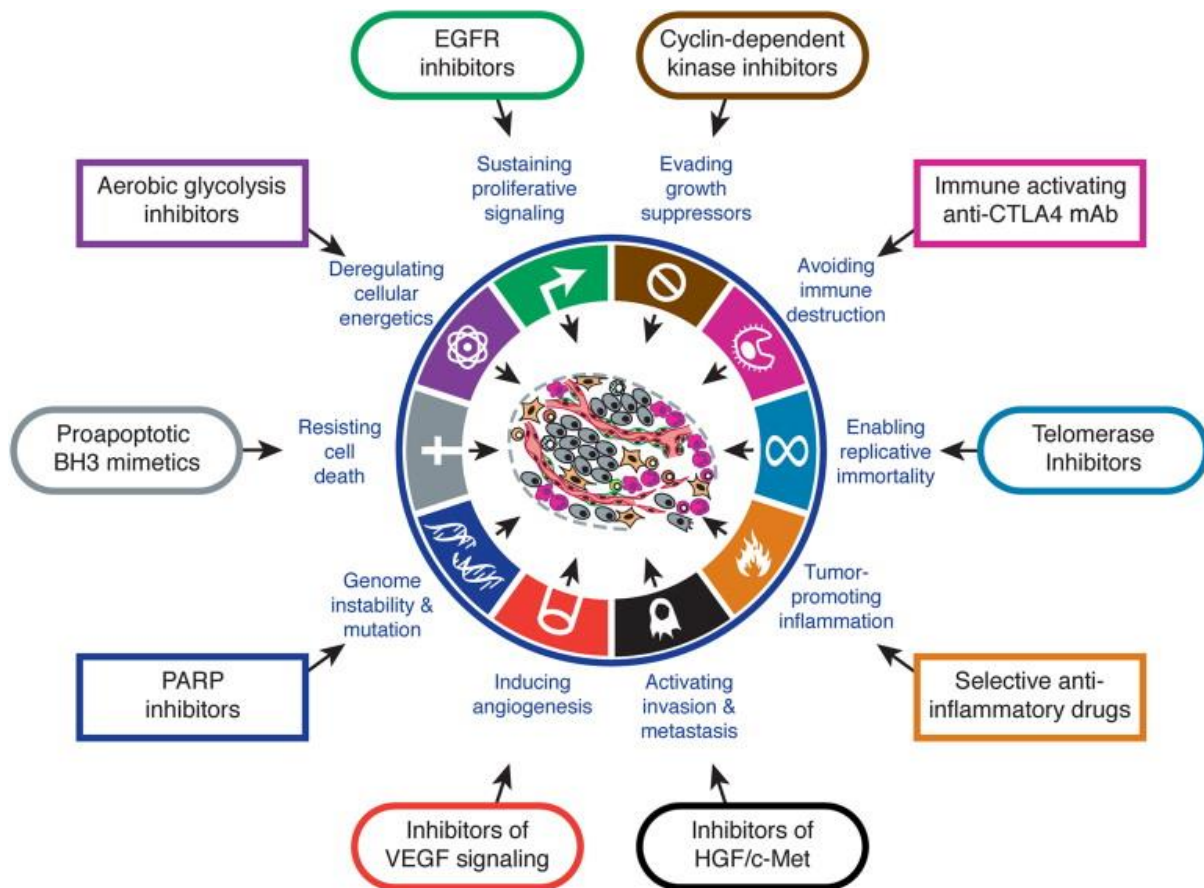 EGFR
inhibitors
Cyclin-dependent
kinase inhibitors
Sustaining
proliferative
signaling
Evading
growth
suppressors
Aerobic glycolysis
inhibitors
Immune activating
anti-CTLA4 mAb
Deregulating
cellular
energetics
Avoiding
immune
destruction
Proapoptotic
BH3 mimetics
Resisting
cell
death
Enabling
replicative
immortality
Telomerase
Inhibitors
Genome
instability &
mutation
Tumor-
promoting
inflammation
PARP
inhibitors
Inducing
angiogenesis
Activating
invasion &
metastasis
Selective anti-
inflammatory drugs
Inhibitors of
VEGF signaling
Inhibitors of
HGF/c-Met